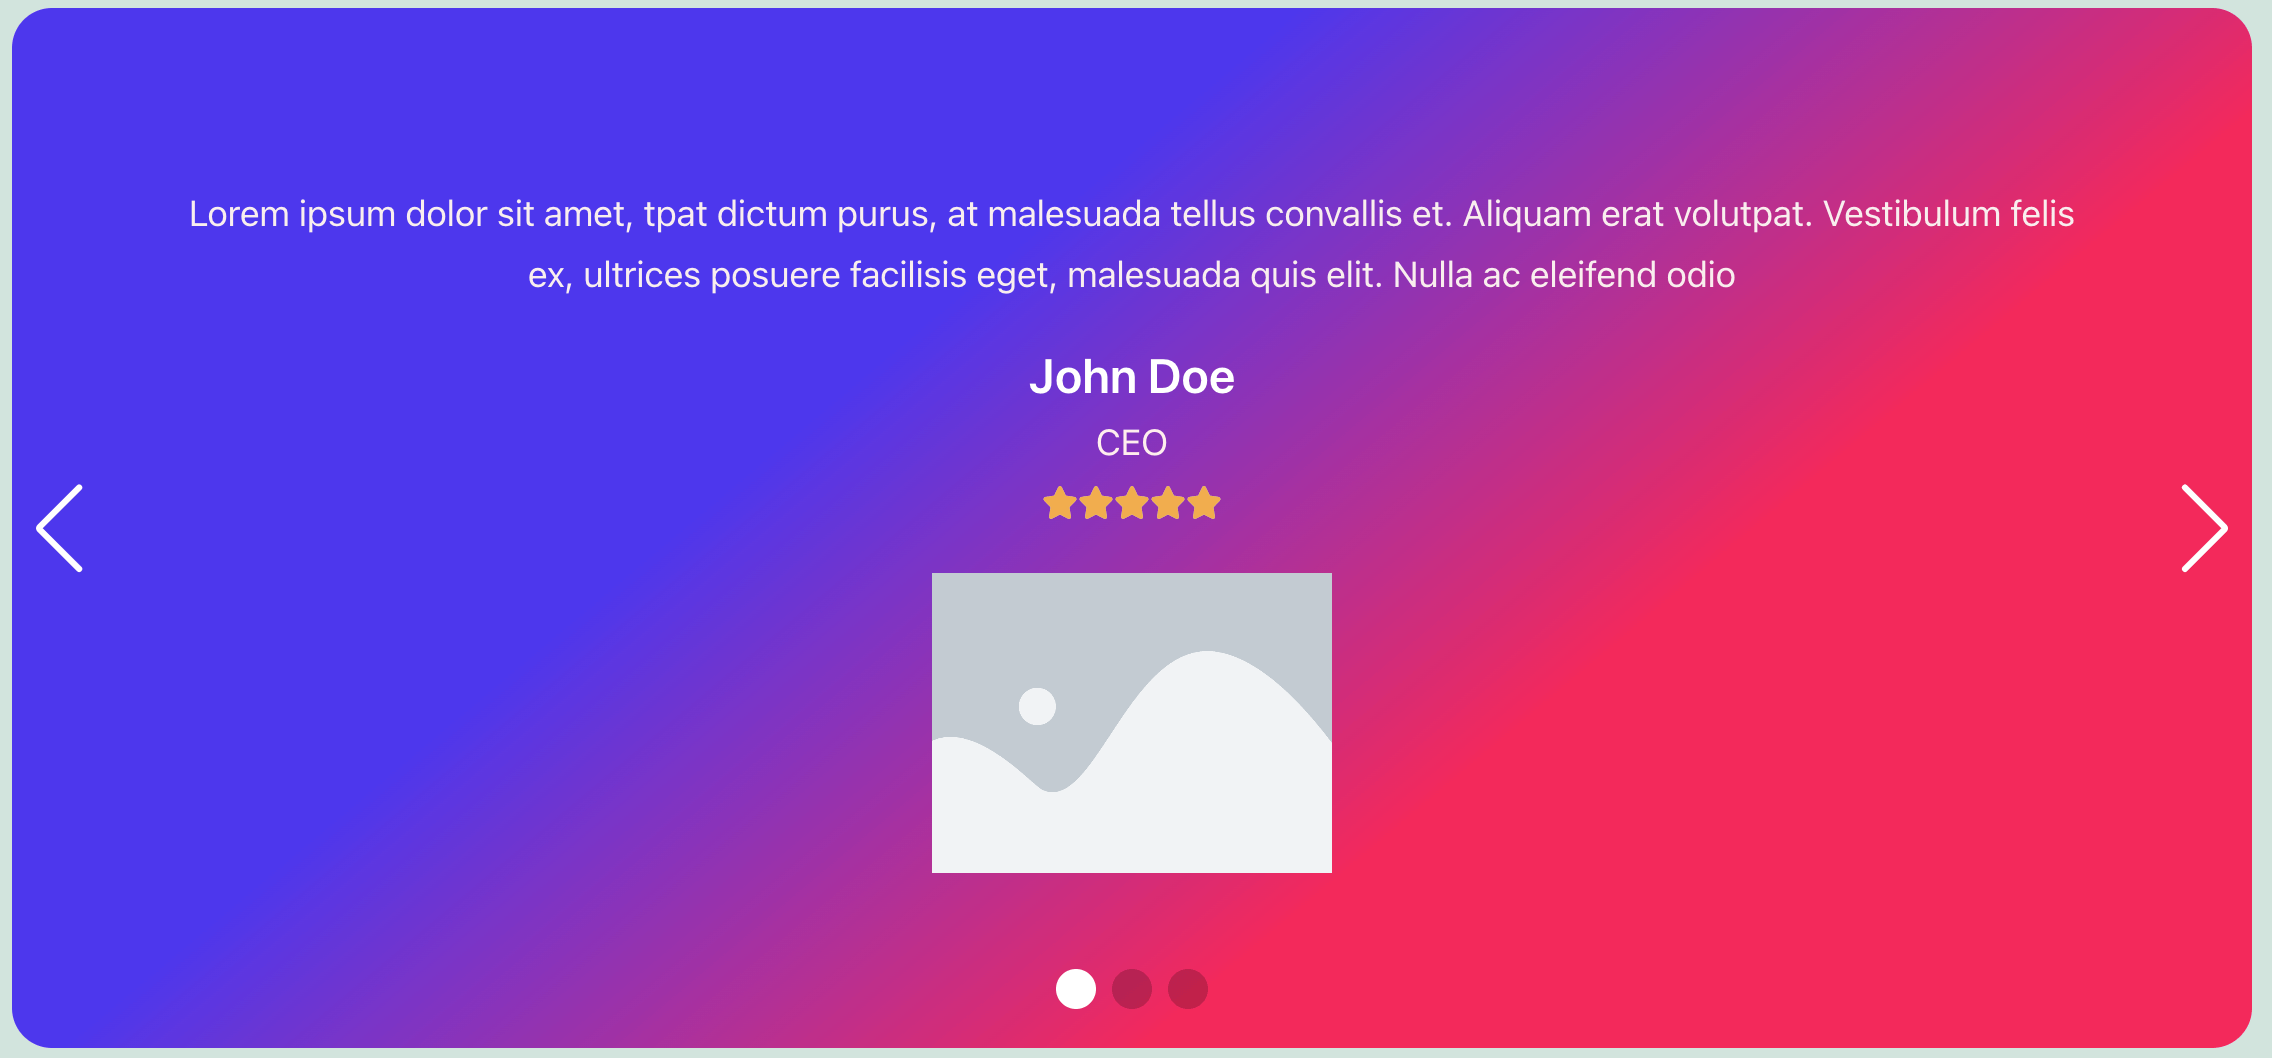 Lorem ipsum dolor sit amet, tpat dictum purus, at malesuada tellus convallis et. Aliquam erat volutpat. Vestibulum felis
ex, ultrices posuere facilisis eget, malesuada quis elit. Nulla ac eleifend odio
John Doe
CEO